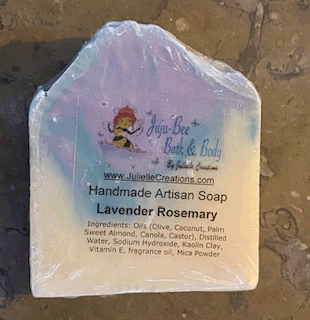 Juju-Bee
Bath & Body
By Julielle Creations
www.JulielleCreations.com
Handmade Artisan Soap
Lavender Rosemary
Ingredients: Oils (Olive, Coconut, Palm
Sweet Almond, Canola, Castor), Distilled
Water, Sodium Hydroxide, Kaolin Clay,
Vitamin E, fragrance oil, Mica Powder